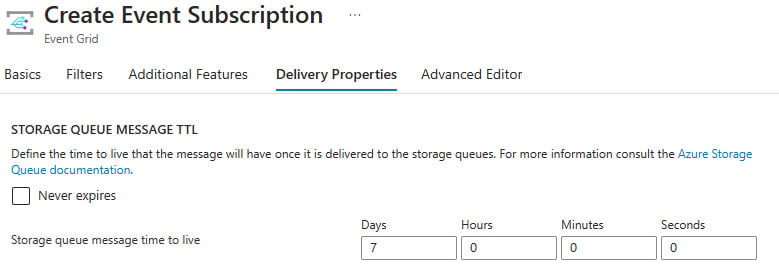 Create Event Subscription ...
Event Grid
Basics Filters Additional Features Delivery Properties Advanced Editor
STORAGE QUEUE MESSAGE TTL
Define the time to live that the message will have once it is delivered to the storage queues. For more information consult the Azure Storage
Queue documentation.
Never expires
Days Hours Minutes Seconds
Storage queue message time to live 7 0 0 0